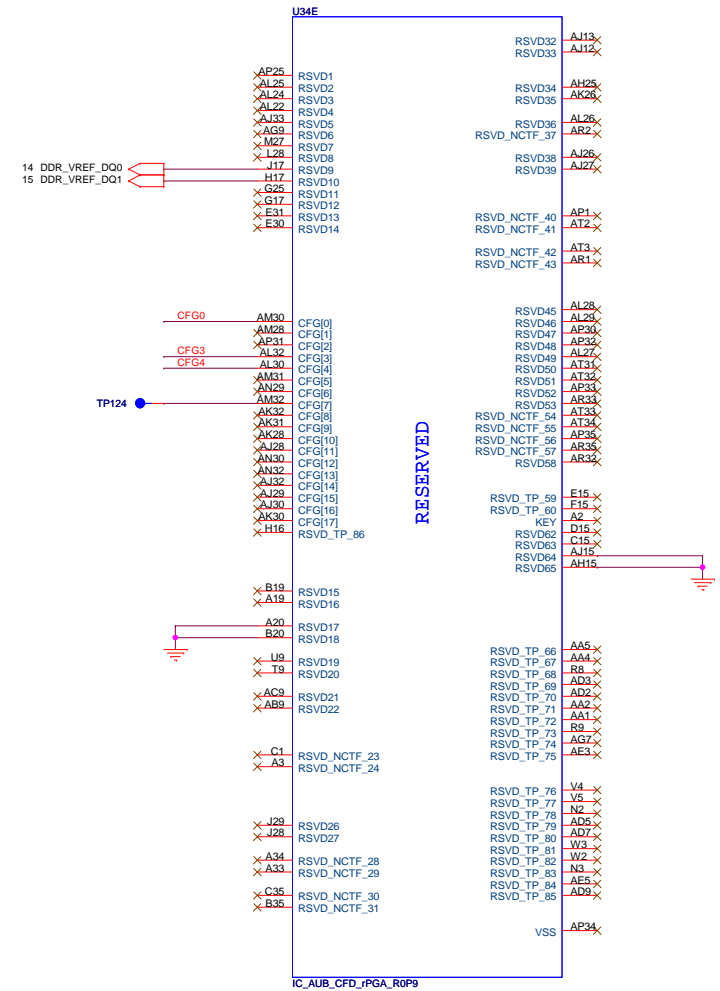 U34E
AP25 RSVD1
AL25 RSVD2
AL24 RSVD3
AL22 RSVD4
AJ33 RSVD5
AG9 RSVD6
M27 RSVD7
L28 RSVD8
14 DDR_VREF_DQ0 J17 RSVD9
15 DDR_VREF_DQ1 H17 RSVD10
G25 RSVD11
G17 RSVD12
E31 RSVD13
E30 RSVD14
CFG0 AM30 CFG[0]
AM28 CFG[1]
AP31 CFG[2]
CFG3 AL32 CFG[3]
CFG4 AL30 CFG[4]
AM31 CFG[5]
AN29 CFG[6]
TP124 AM32 CFG[7]
AK32 CFG[8]
AK31 CFG[9]
AK28 CFG[10]
AJ28 CFG[11]
AN30 CFG[12]
AN32 CFG[13]
AJ32 CFG[14]
AJ29 CFG[15]
AJ30 CFG[16]
AK30 CFG[17]
H16 RSVD_TP_86
B19 RSVD15
A19 RSVD16
A20 RSVD17
B20 RSVD18
U9 RSVD19
T9 RSVD20
AC9 RSVD21
AB9 RSVD22
C1 RSVD_NCTF_23
A3 RSVD_NCTF_24
J29 RSVD26
J28 RSVD27
A34 RSVD_NCTF_28
A33 RSVD_NCTF_29
C35 RSVD_NCTF_30
B35 RSVD_NCTF_31
RESERVED
RSVD32 AJ13
RSVD33 AJ12
RSVD34 AH25
RSVD35 AK26
RSVD36 AL26
RSVD_NCTF_37 AR2
RSVD38 AJ26
RSVD39 AJ27
RSVD_NCTF_40 AP1
RSVD_NCTF_41 AT2
RSVD_NCTF_42 AT3
RSVD_NCTF_43 AR1
RSVD45 AL28
RSVD46 AL29
RSVD47 AP30
RSVD48 AP32
RSVD49 AL27
RSVD50 AT31
RSVD51 AT32
RSVD52 AP33
RSVD53 AR33
RSVD_NCTF_54 AT33
RSVD_NCTF_55 AT34
RSVD_NCTF_56 AP35
RSVD_NCTF_57 AR35
RSVD58 AR32
RSVD_TP_59 E15
RSVD_TP_60 F15
KEY A2
RSVD62 D15
RSVD63 C15
RSVD64 AJ15
RSVD65 AH15
RSVD_TP_66 AA5
RSVD_TP_67 AA4
RSVD_TP_68 R8
RSVD_TP_69 AD3
RSVD_TP_70 AD2
RSVD_TP_71 AA2
RSVD_TP_72 AA1
RSVD_TP_73 R9
RSVD_TP_74 AG7
RSVD_TP_75 AE3
RSVD_TP_76 V4
RSVD_TP_77 V5
RSVD_TP_78 N2
RSVD_TP_79 AD5
RSVD_TP_80 AD7
RSVD_TP_81 W3
RSVD_TP_82 W2
RSVD_TP_83 N3
RSVD_TP_84 AE5
RSVD_TP_85 AD9
VSS AP34
IC_AUB_CFD_rPGA_R0P9